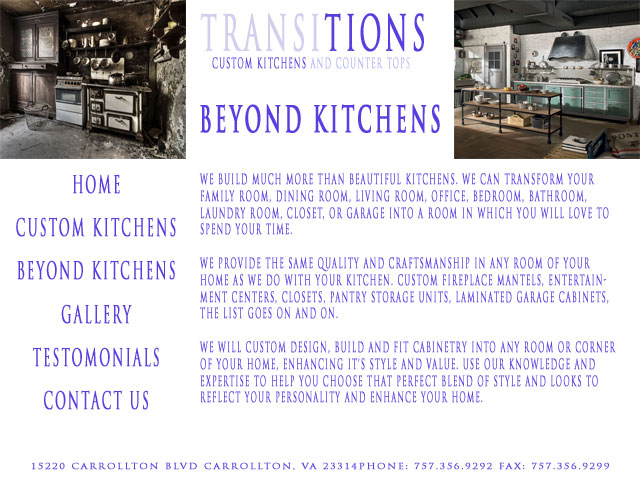 TRANSITIONS
CUSTOM KITCHENS AND COUNTER TOPS
BEYOND KITCHENS
HOME
CUSTOM KITCHENS
BEYOND KITCHENS
GALLERY
TESTOMONIALS
CONTACT US
WE BUILD MUCH MORE THAN BEAUTIFUL KITCHENS. WE CAN TRANSFORM YOUR
FAMILY ROOM, DINING ROOM, LIVING ROOM, OFFICE, BEDROOM, BATHROOM,
LAUNDRY ROOM, CLOSET, OR GARAGE INTO A ROOM IN WHICH YOU WILL LOVE TO
SPEND YOUR TIME.
WE PROVIDE THE SAME QUALITY AND CRAFTSMANSHIP IN ANY ROOM OF YOUR
HOME AS WE DO WITH YOUR KITCHEN. CUSTOM FIREPLACE MANTELS, ENTERTAIN-
MENT CENTERS, CLOSETS, PANTRY STORAGE UNITS, LAMINATED GARAGE CABINETS,
THE LIST GOES ON AND ON.
WE WILL CUSTOM DESIGN, BUILD AND FIT CABINETRY INTO ANY ROOM OR CORNER
OF YOUR HOME, ENHANCING IT'S STYLE AND VALUE. USE OUR KNOWLEDGE AND
EXPERTISE TO HELP YOU CHOOSE THAT PERFECT BLEND OF STYLE AND LOOKS TO
REFLECT YOUR PERSONALITY AND ENHANCE YOUR HOME.
15220 CARROLLTON BLVD CARROLLTON, VA 23314PHONE: 757.356.9292 FAX: 757.356.9299